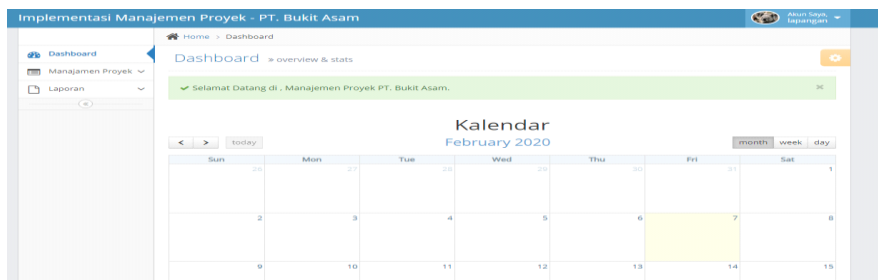 Implementasi Manajemen Proyek - PT. Bukit Asam
Akun Saya,
lapangan
Home > Dashboard
Dashboard
Manajaman Proyek
Laporan
Dashboard » overview & stats
Selamat Datang di , Manajemen Proyek PT. Bukit Asam.
Kalendar
< > today February 2020 month week day
Sun Mon Tue Wed Thu Fri Sat
26 27 28 29 30 31 1
2 3 4 5 6 7 8
9 10 11 12 13 14 15